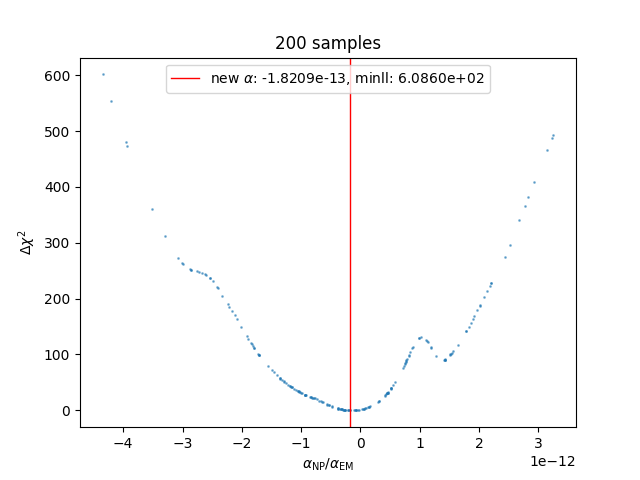 200 samples
new α: -1.8209e-13, minll: 6.0860e+02
Δχ²
600
500
400
300
200
100
0
−4 −3 −2 −1 0 1 2 3
1e−12
α_NP/α_EM